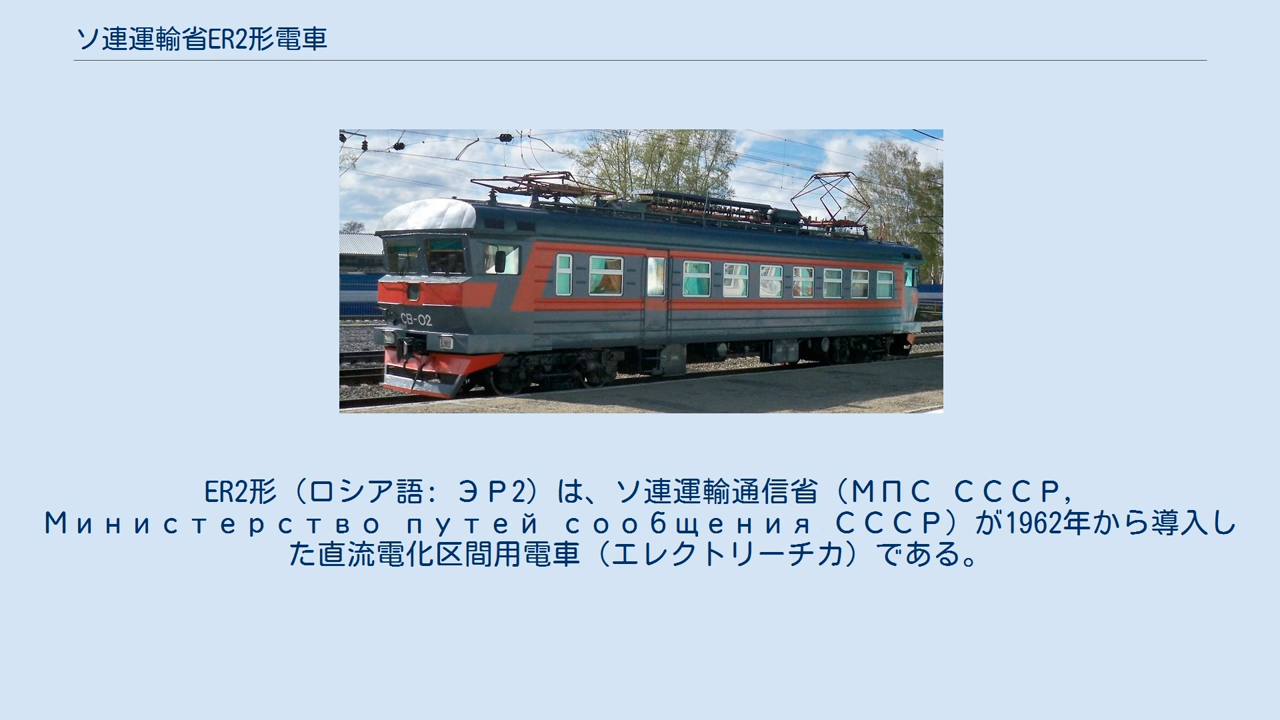 ソ連運輸省ER2形電車
СВ-02
ER2形（ロシア語: ЭР2）は、ソ連運輸通信省（МПС СССР,
Министерство путей сообщения СССР）が1962年から導入し
た直流電化区間用電車（エレクトリーチカ）である。